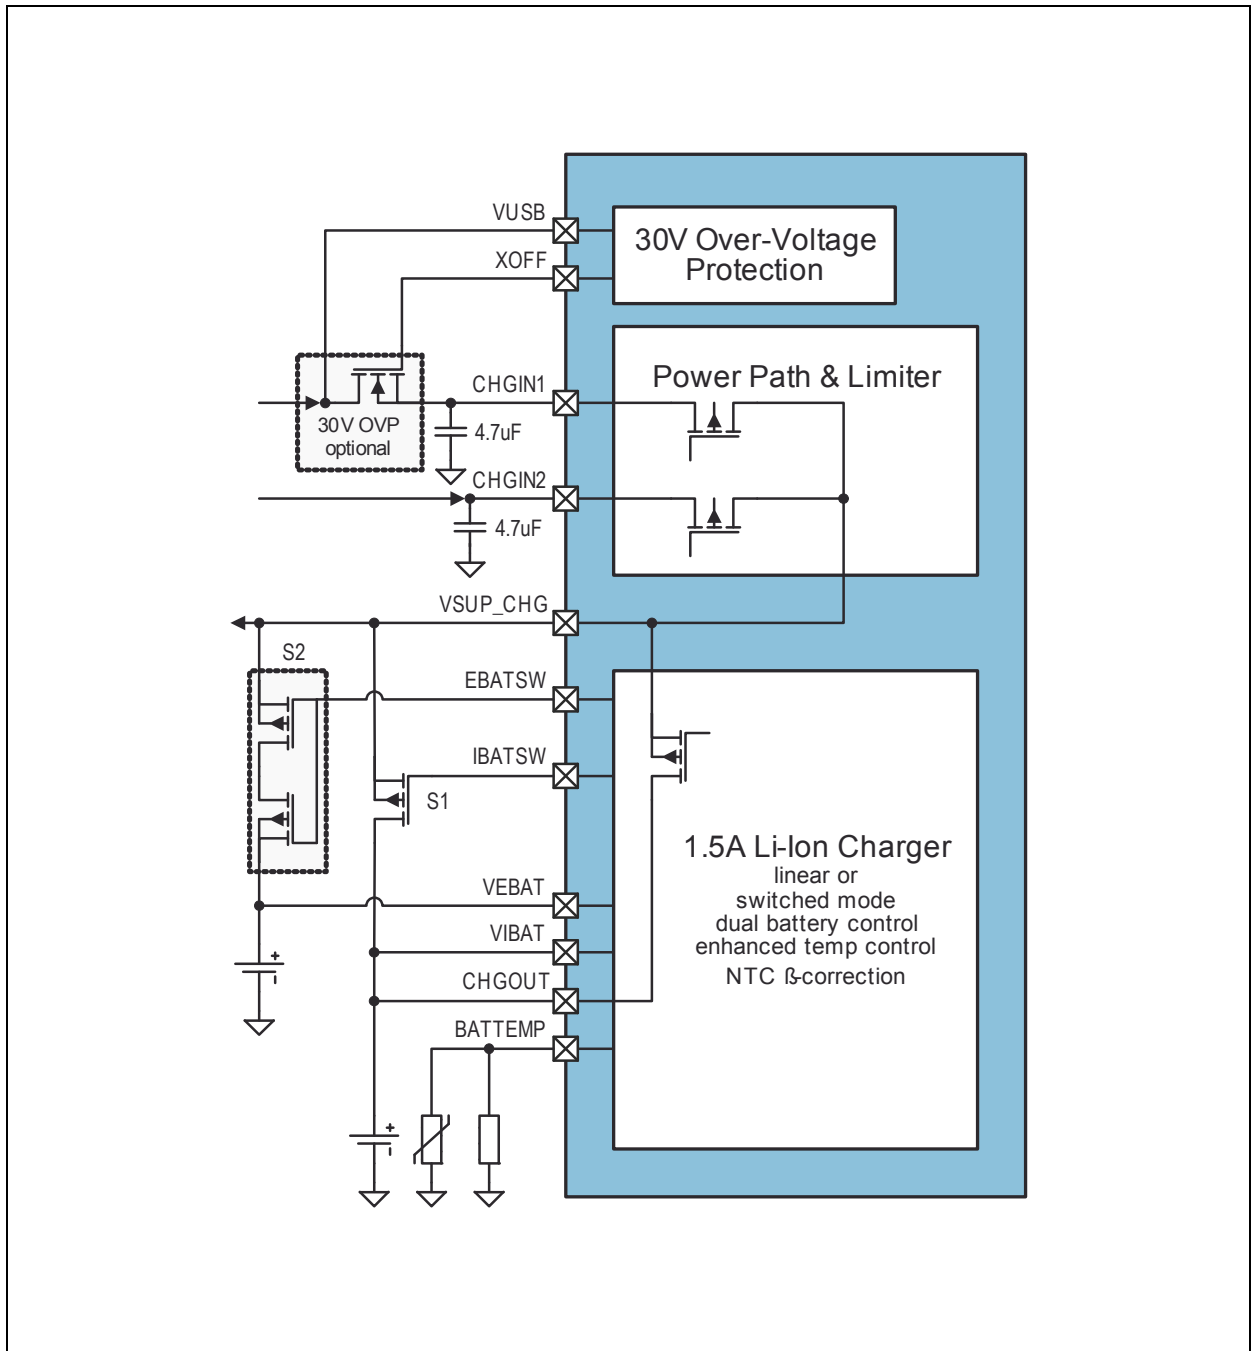 VUSB
XOFF
30V Over-Voltage
Protection
CHGIN1
Power Path & Limiter
30V OVP
optional
4.7uF
CHGIN2
4.7uF
VSUP_CHG
S2
EBATSW
IBATSW
S1
1.5A Li-Ion Charger
linear or
switched mode
dual battery control
enhanced temp control
NTC ß-correction
VEBAT
VIBAT
CHGOUT
BATTEMP
+
-
+
-